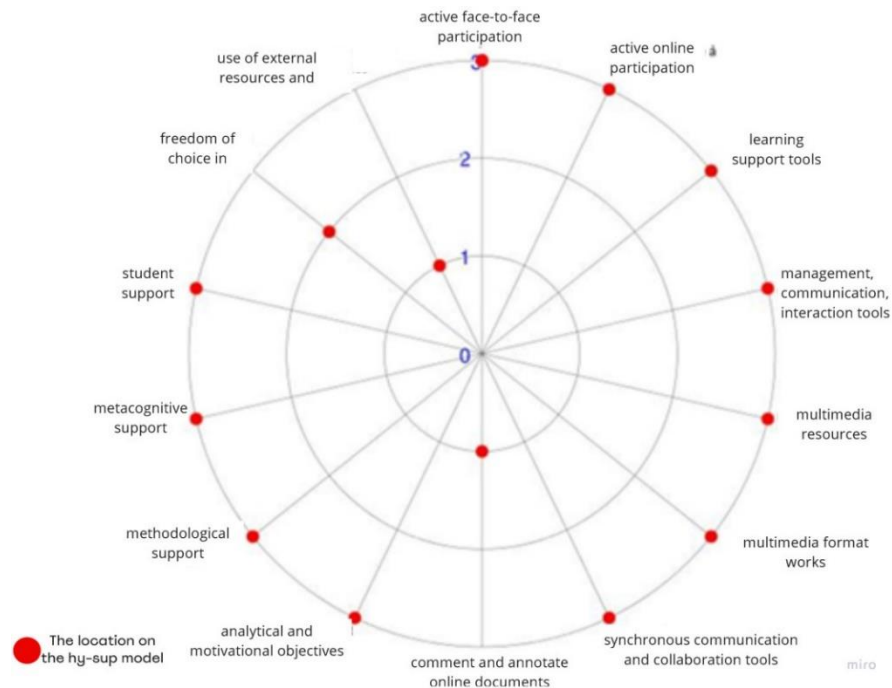 active face-to-face
participation
active online
participation
learning
support tools
management,
communication,
interaction tools
multimedia
resources
multimedia format
works
synchronous communication
and collaboration tools
comment and annotate
online documents
analytical and
motivational objectives
methodological
support
metacognitive
support
student
support
freedom of
choice in
use of external
resources and
3
2
1
0
The location on
the hy-sup model
miro